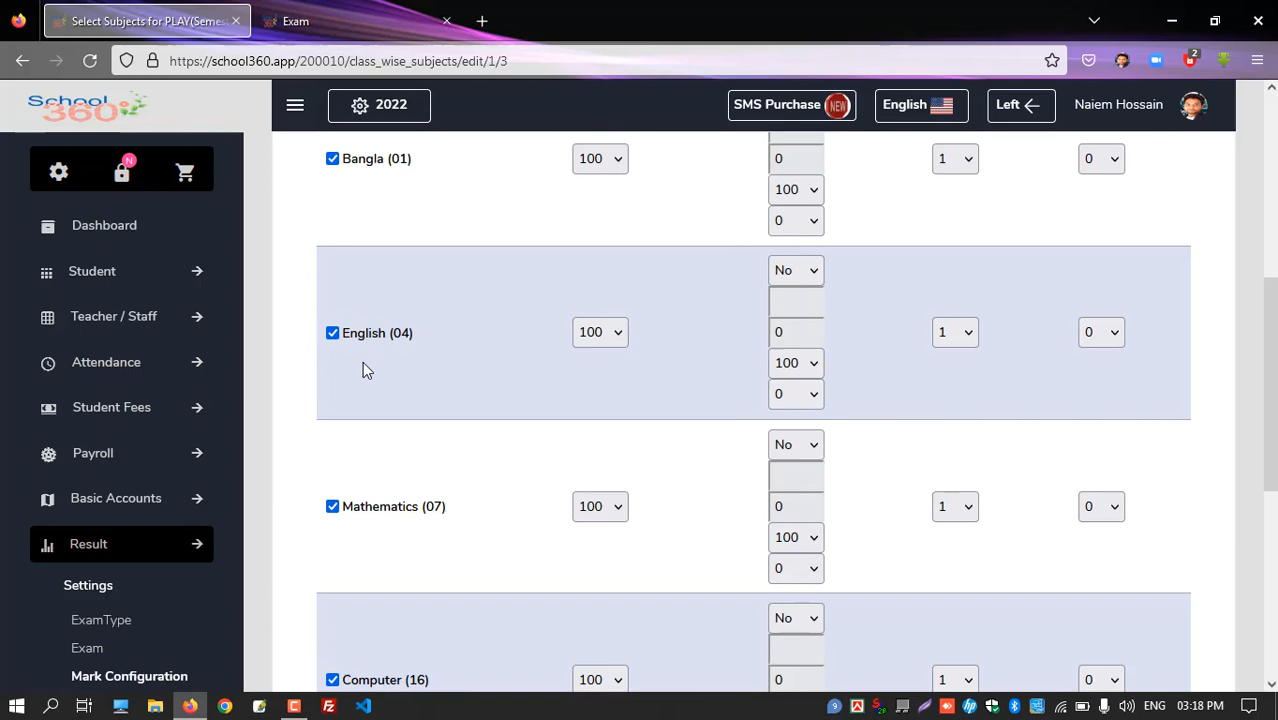 Select Subjects for PLAY(Semes
Exam
https://school360.app/200010/class_wise_subjects/edit/1/3
2
School
360°
2022
SMS Purchase NEW
English
Left
Naiem Hossain
N
Dashboard
Student
Teacher / Staff
Attendance
Student Fees
Payroll
Basic Accounts
Result
Settings
ExamType
Exam
Mark Configuration
Bangla (01)
100
0
100
0
1
0
English (04)
100
No
0
100
0
1
0
Mathematics (07)
100
No
0
100
0
1
0
Computer (16)
100
No
0
1
0
ENG
03:18 PM